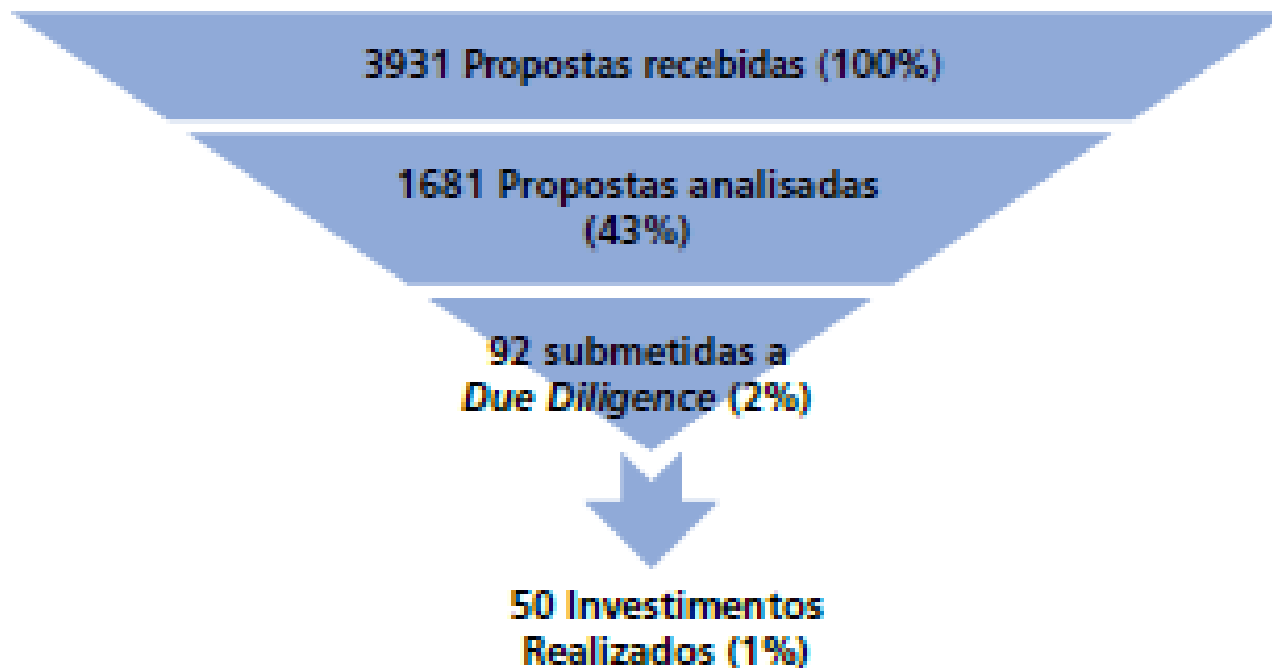 3931 Propostas recebidas (100%)
1681 Propostas analisadas
(43%)
92 submetidas a
Due Diligence (2%)
50 Investimentos
Realizados (1%)